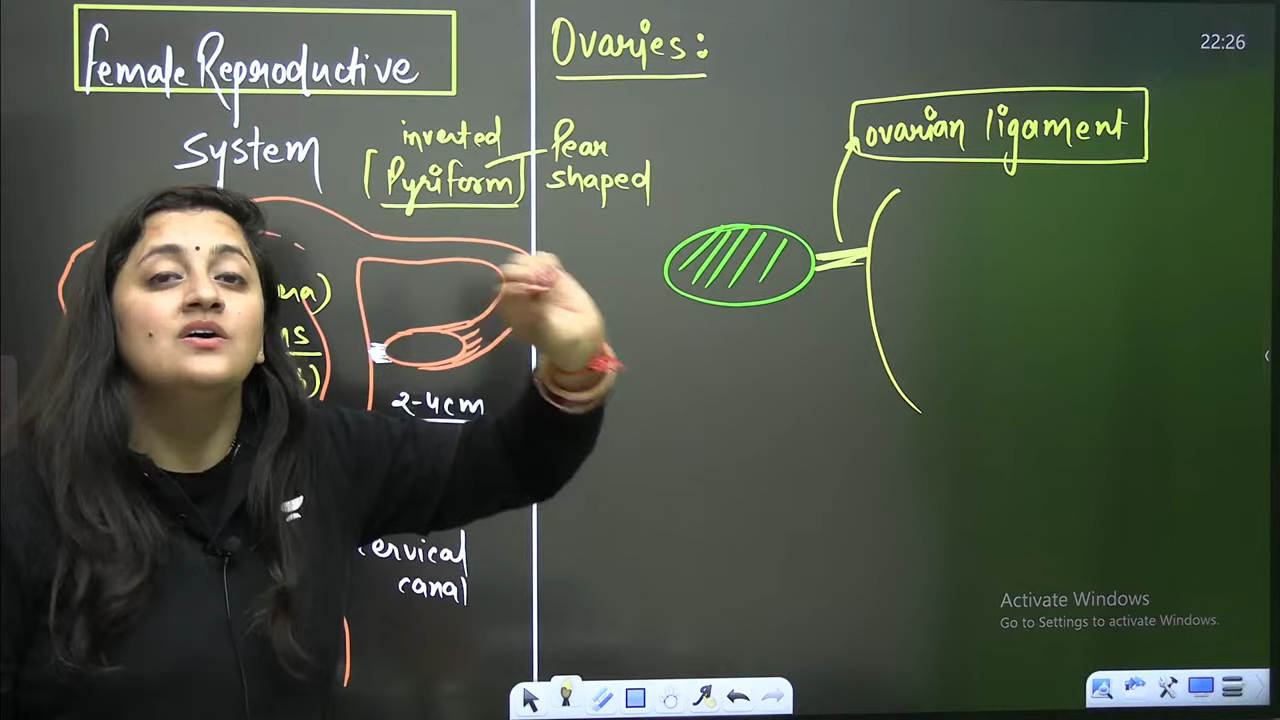 Female Reproductive
System
inverted
[Pyriform]
Pear
shaped
2-4cm
canal
Ovaries:
ovarian ligament
22:26
Activate Windows
Go to Settings to activate Windows.